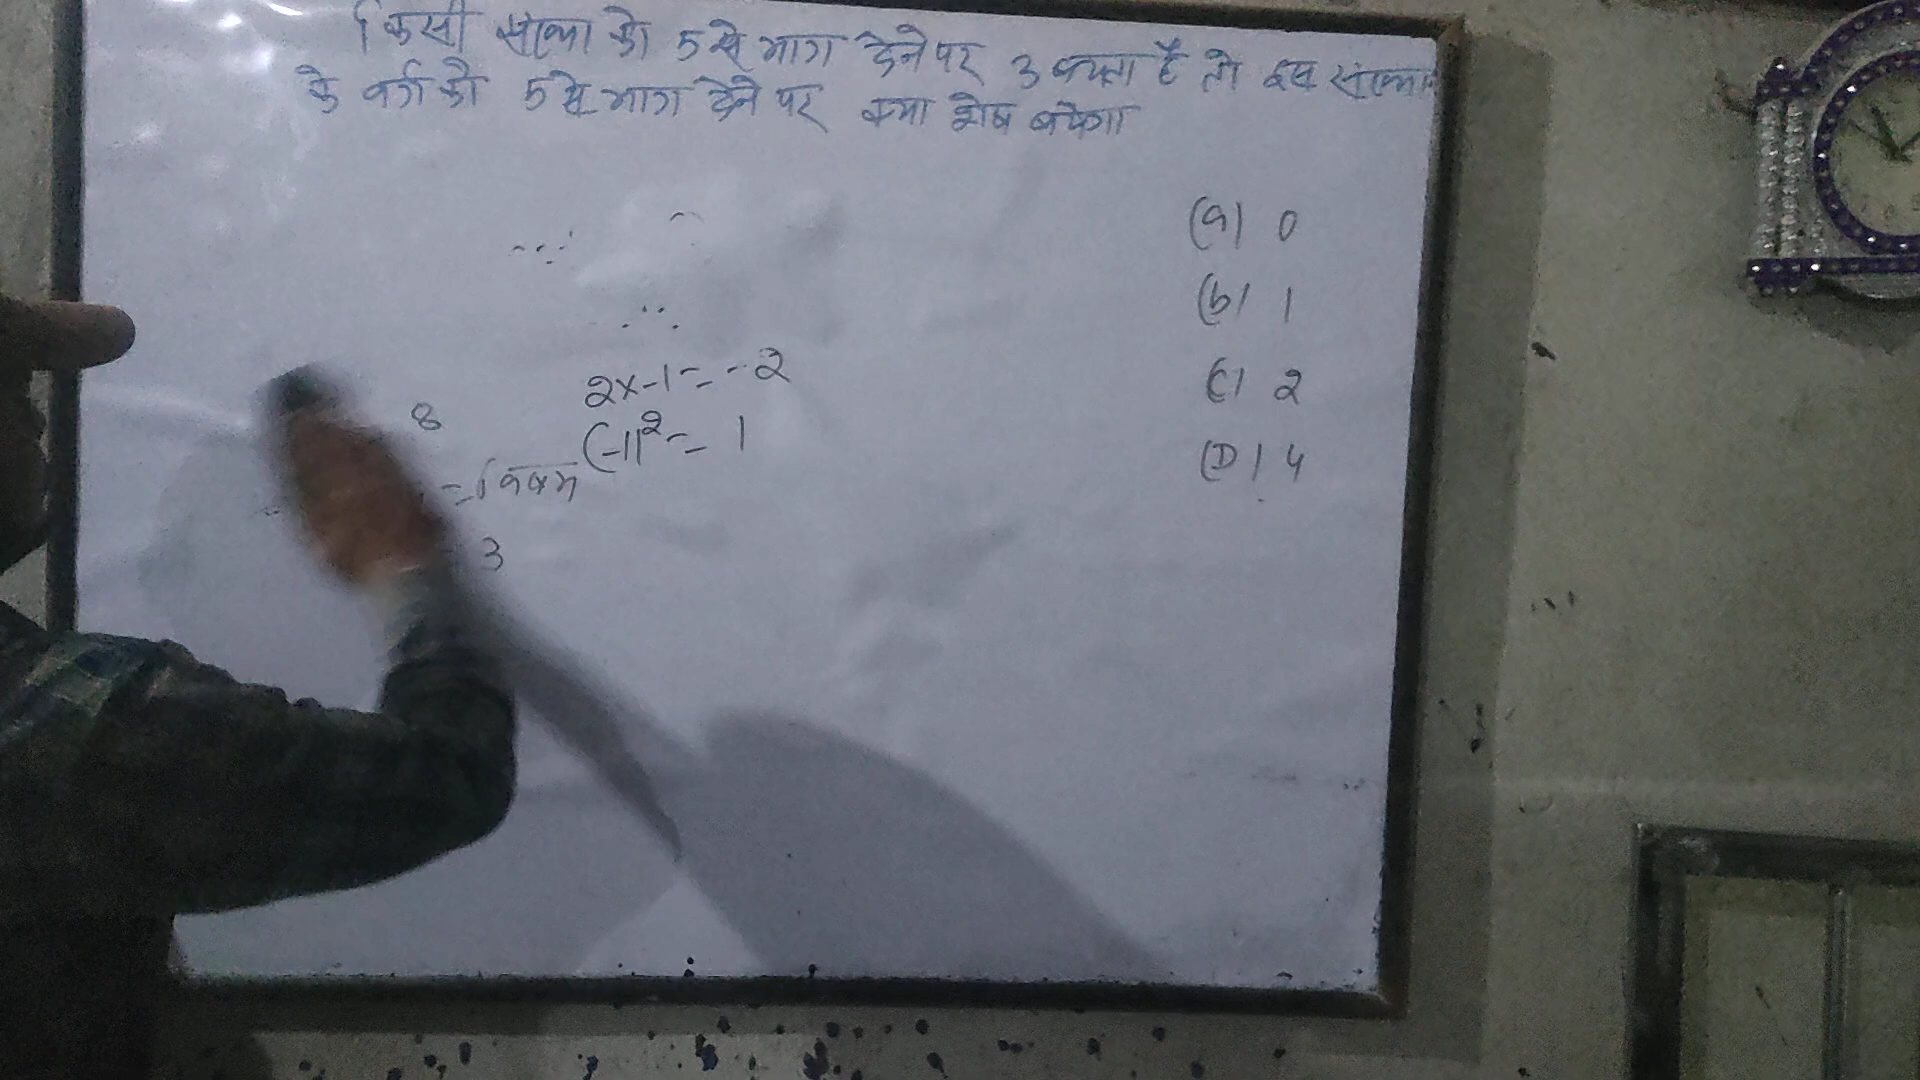 किसी संख्या को 5 से भाग देने पर 3 बचता है तो इस संख्या
के वर्ग को 5 से भाग देने पर क्या शेष बचेगा
(a) 0
(b) 1
(c) 2
(D) 4
2x-1=-2
8
(-1)²= 1
= विषम
3